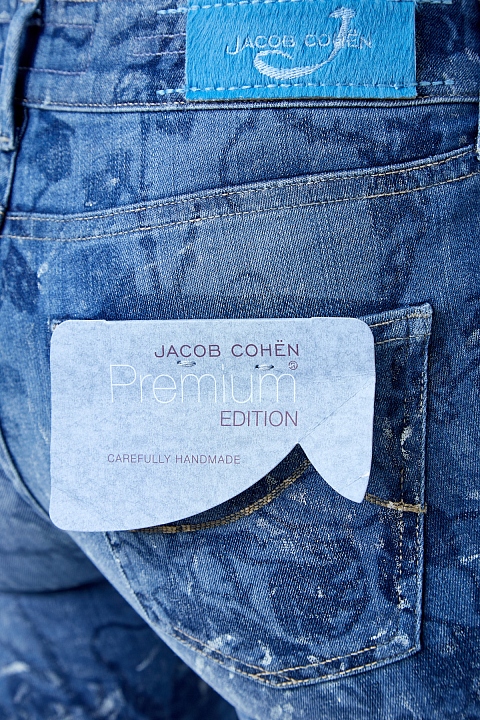 JACOB COHËN
JACOB COHËN
Premium®
EDITION
CAREFULLY HANDMADE